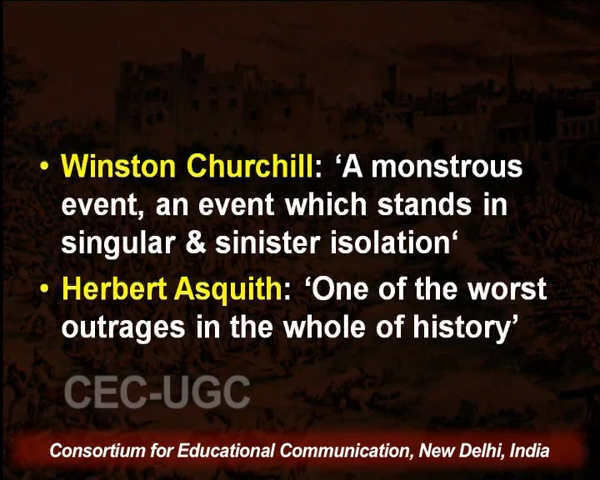 • Winston Churchill: ‘A monstrous
event, an event which stands in
singular & sinister isolation‘
• Herbert Asquith: ‘One of the worst
outrages in the whole of history’
CEC-UGC
Consortium for Educational Communication, New Delhi, India